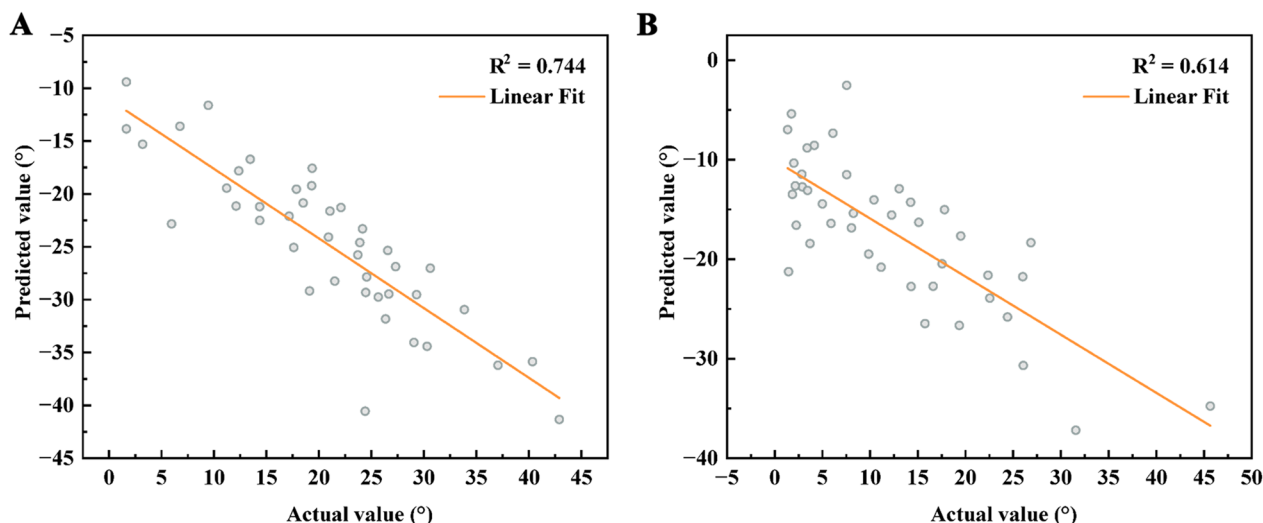 A
R² = 0.744
Linear Fit
Predicted value (°)
−5
−10
−15
−20
−25
−30
−35
−40
−45
0 5 10 15 20 25 30 35 40 45
Actual value (°)
B
R² = 0.614
Linear Fit
Predicted value (°)
0
−10
−20
−30
−40
−5 0 5 10 15 20 25 30 35 40 45 50
Actual value (°)